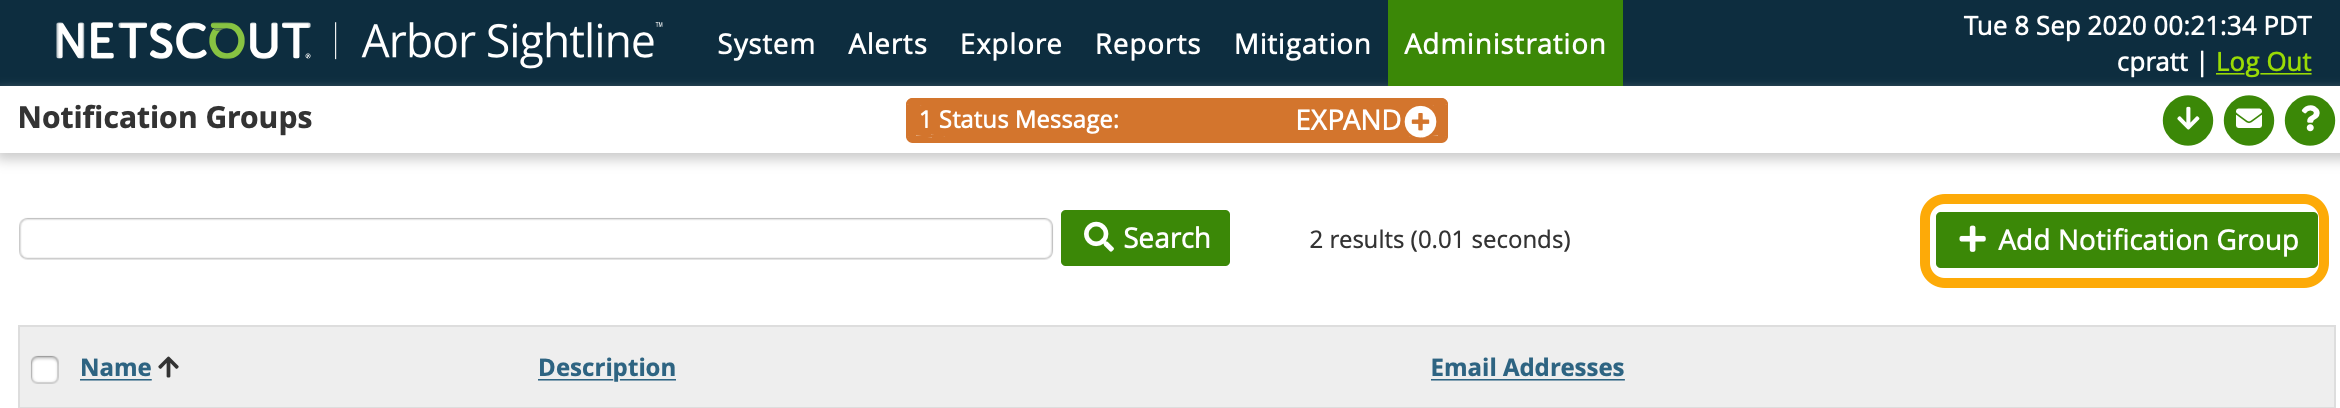 NETSCOUT. Arbor Sightline™ System Alerts Explore Reports Mitigation Administration
Tue 8 Sep 2020 00:21:34 PDT
cpratt | Log Out
Notification Groups
1 Status Message: EXPAND
?
Search
2 results (0.01 seconds)
+ Add Notification Group
Name Description Email Addresses